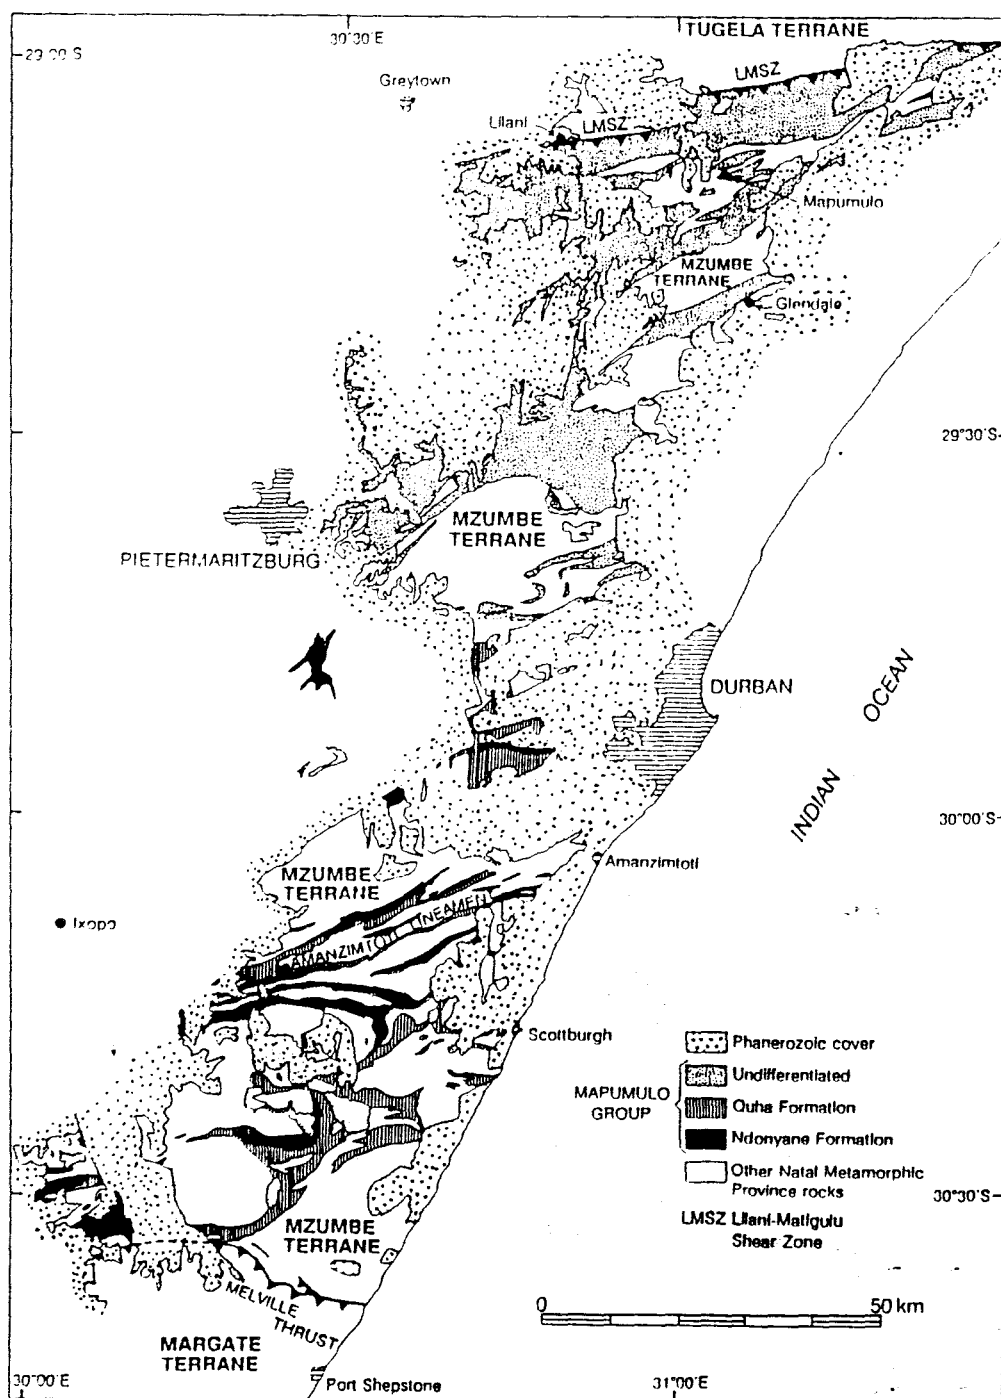 30°30'E
TUGELA TERRANE
29°00'S
Greytown
LMSZ
Lilani
LMSZ
Mapumulo
MZUMBE
TERRANE
Glendale
29°30'S
MZUMBE
TERRANE
PIETERMARITZBURG
DURBAN
INDIAN OCEAN
30°00'S
Amanzimtoti
MZUMBE
TERRANE
Ixopo
AMANZIMTOTI LINEAMEN
Scottburgh
Phanerozoic cover
MAPUMULO
GROUP
Undifferentiated
Quha Formation
Ndonyane Formation
Other Natal Metamorphic
Province rocks
30°30'S
LMSZ Lilani-Matigulu
Shear Zone
MZUMBE
TERRANE
0 50 km
MELVILLE
THRUST
MARGATE
TERRANE
30°00'E
Port Shepstone
31°00'E